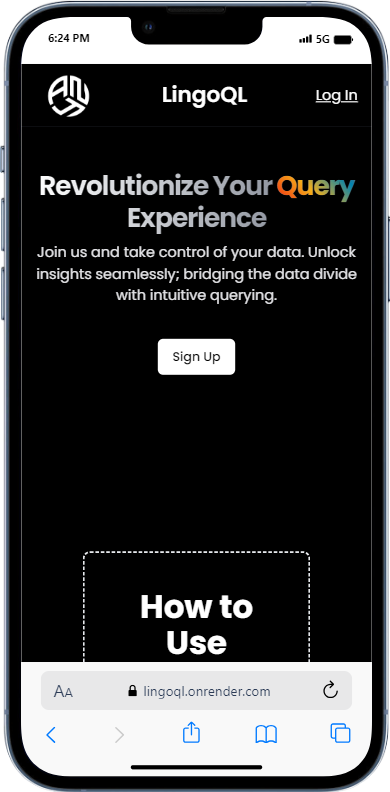 6:24 PM 5G
LingoQL Log In
Revolutionize Your Query
Experience
Join us and take control of your data. Unlock
insights seamlessly; bridging the data divide
with intuitive querying.
Sign Up
How to
Use
AA lingoql.onrender.com